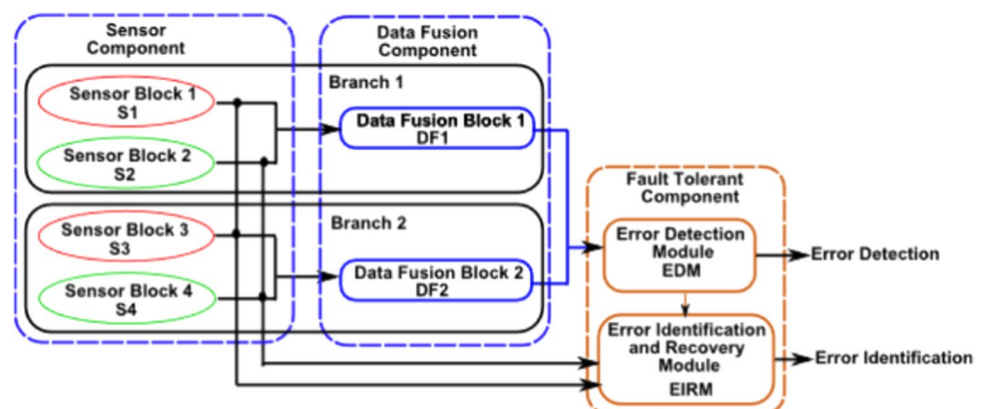 Sensor
Component
Data Fusion
Component
Branch 1
Sensor Block 1
S1
Data Fusion Block 1
DF1
Sensor Block 2
S2
Fault Tolerant
Component
Branch 2
Sensor Block 3
S3
Error Detection
Module
EDM
Error Detection
Data Fusion Block 2
DF2
Sensor Block 4
S4
Error Identification
and Recovery
Module
EIRM
Error Identification